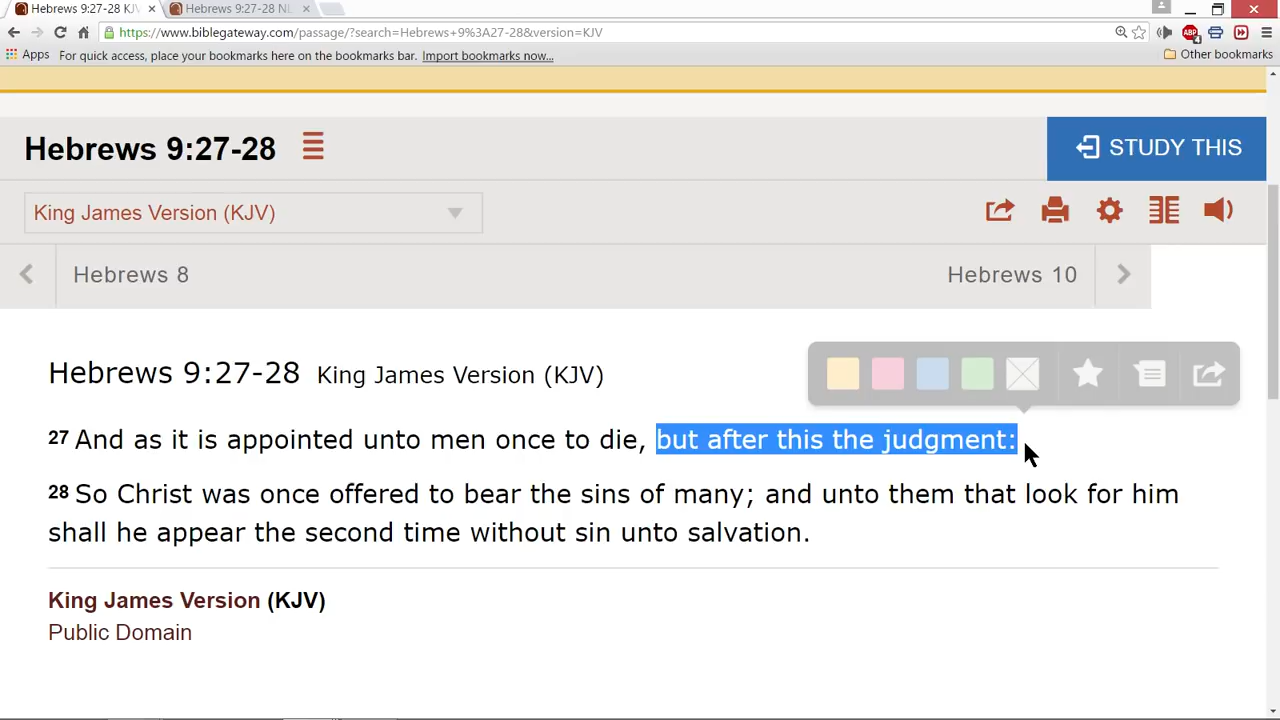 Hebrews 9:27-28 KJV
Hebrews 9:27-28 NL
https://www.biblegateway.com/passage/?search=Hebrews+9%3A27-28&version=KJV
ABP
4
Apps For quick access, place your bookmarks here on the bookmarks bar. Import bookmarks now... Other bookmarks
Hebrews 9:27-28
STUDY THIS
King James Version (KJV)
Hebrews 8
Hebrews 10
Hebrews 9:27-28 King James Version (KJV)
27 And as it is appointed unto men once to die, but after this the judgment:
28 So Christ was once offered to bear the sins of many; and unto them that look for him
shall he appear the second time without sin unto salvation.
King James Version (KJV)
Public Domain